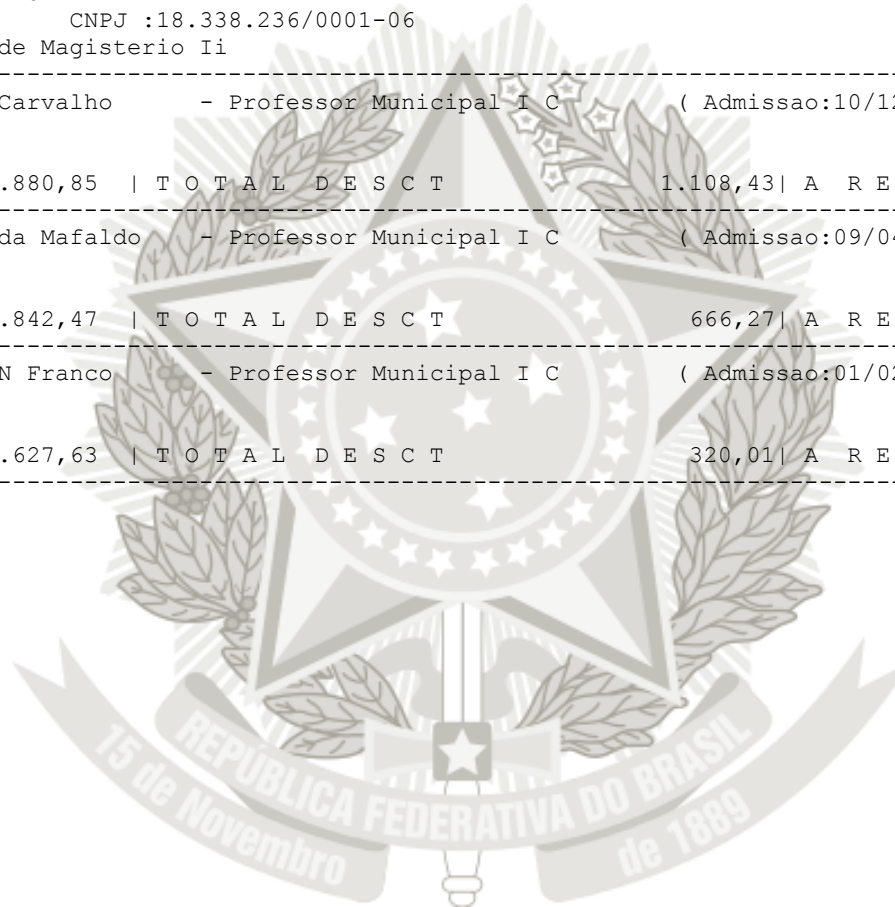 CNPJ :18.338.236/0001-06
de Magisterio Ii
Carvalho - Professor Municipal I C ( Admissao:10/12
.880,85 | T O T A L D E S C T 1.108,43| A R E
da Mafaldo - Professor Municipal I C ( Admissao:09/04
.842,47 | T O T A L D E S C T 666,27| A R E
N Franco - Professor Municipal I C ( Admissao:01/02
.627,63 | T O T A L D E S C T 320,01| A R E
REPÚBLICA FEDERATIVA DO BRASIL
15 de Novembro de 1889